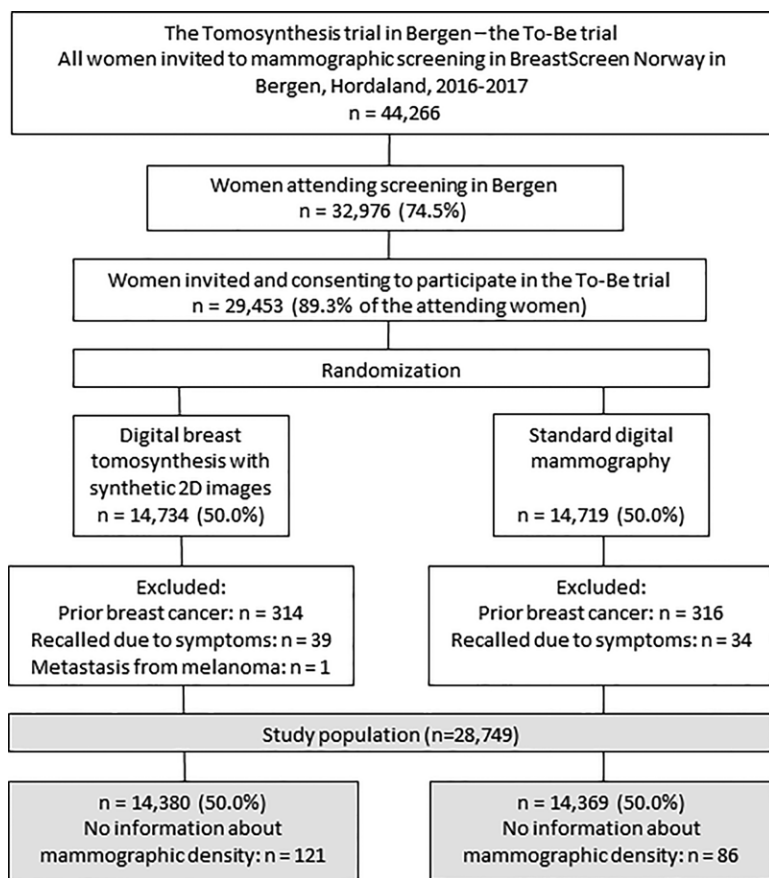 The Tomosynthesis trial in Bergen – the To-Be trial
All women invited to mammographic screening in BreastScreen Norway in
Bergen, Hordaland, 2016-2017
n = 44,266
Women attending screening in Bergen
n = 32,976 (74.5%)
Women invited and consenting to participate in the To-Be trial
n = 29,453 (89.3% of the attending women)
Randomization
Digital breast
tomosynthesis with
synthetic 2D images
n = 14,734 (50.0%)
Standard digital
mammography
n = 14,719 (50.0%)
Excluded:
Prior breast cancer: n = 314
Recalled due to symptoms: n = 39
Metastasis from melanoma: n = 1
Excluded:
Prior breast cancer: n = 316
Recalled due to symptoms: n = 34
Study population (n=28,749)
n = 14,380 (50.0%)
No information about
mammographic density: n = 121
n = 14,369 (50.0%)
No information about
mammographic density: n = 86